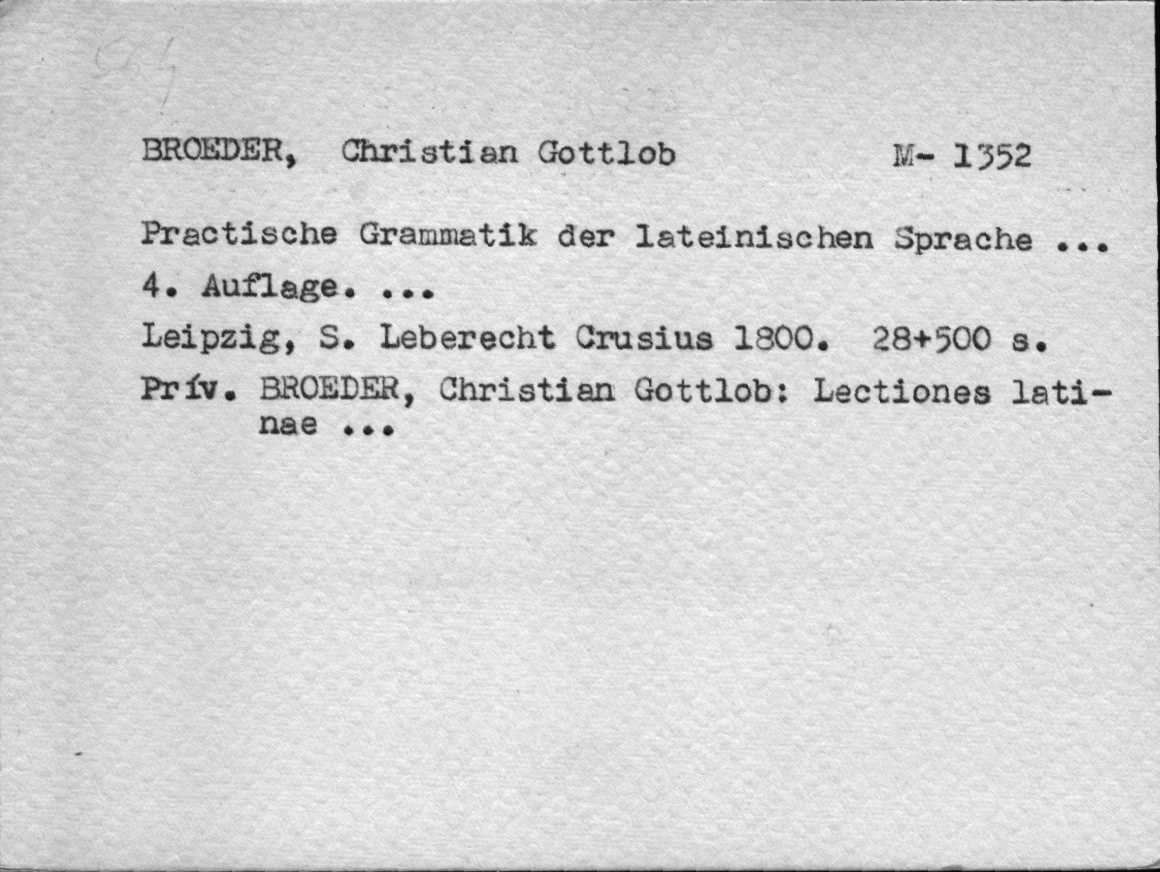 BROEDER, Christian Gottlob M- 1352
Practische Grammatik der lateinischen Sprache ...
4. Auflage. ...
Leipzig, S. Leberecht Crusius 1800. 28+500 s.
Prív. BROEDER, Christian Gottlob: Lectiones lati-
nae ...